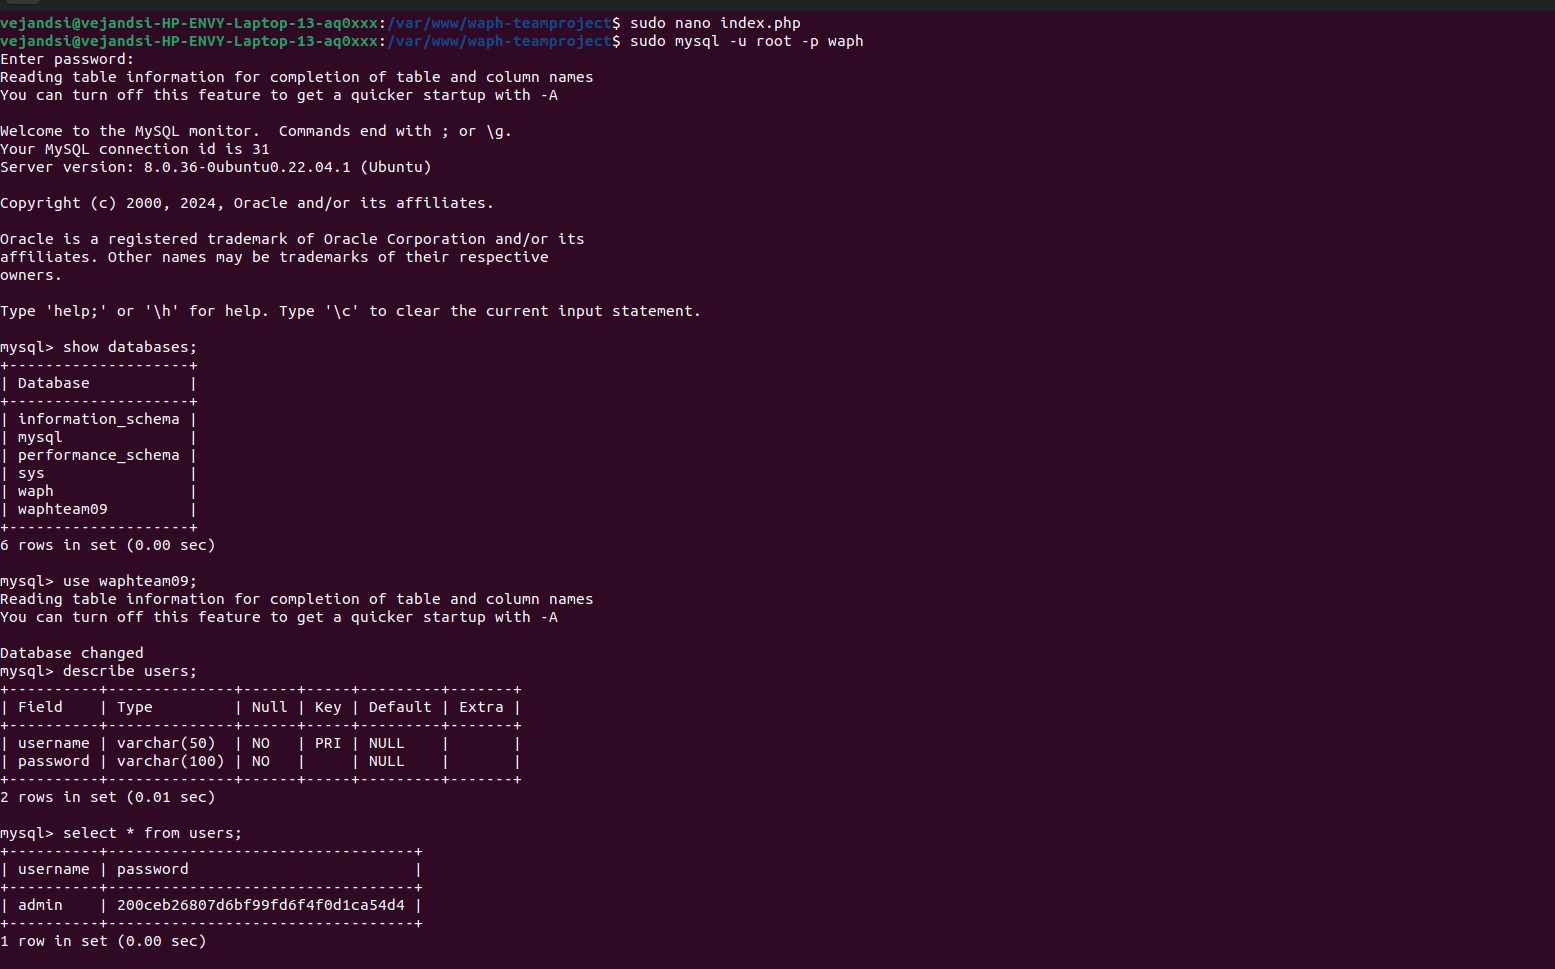 vejandsi@vejandsi-HP-ENVY-Laptop-13-aq0xxx:/var/www/waph-teamproject$ sudo nano index.php
vejandsi@vejandsi-HP-ENVY-Laptop-13-aq0xxx:/var/www/waph-teamproject$ sudo mysql -u root -p waph
Enter password:
Reading table information for completion of table and column names
You can turn off this feature to get a quicker startup with -A

Welcome to the MySQL monitor.  Commands end with ; or \g.
Your MySQL connection id is 31
Server version: 8.0.36-0ubuntu0.22.04.1 (Ubuntu)

Copyright (c) 2000, 2024, Oracle and/or its affiliates.

Oracle is a registered trademark of Oracle Corporation and/or its
affiliates. Other names may be trademarks of their respective
owners.

Type 'help;' or '\h' for help. Type '\c' to clear the current input statement.

mysql> show databases;
+--------------------+
| Database           |
+--------------------+
| information_schema |
| mysql              |
| performance_schema |
| sys                |
| waph               |
| waphteam09         |
+--------------------+
6 rows in set (0.00 sec)

mysql> use waphteam09;
Reading table information for completion of table and column names
You can turn off this feature to get a quicker startup with -A

Database changed
mysql> describe users;
+----------+--------------+------+-----+---------+-------+
| Field    | Type         | Null | Key | Default | Extra |
+----------+--------------+------+-----+---------+-------+
| username | varchar(50)  | NO   | PRI | NULL    |       |
| password | varchar(100) | NO   |     | NULL    |       |
+----------+--------------+------+-----+---------+-------+
2 rows in set (0.01 sec)

mysql> select * from users;
+----------+----------------------------------+
| username | password                         |
+----------+----------------------------------+
| admin    | 200ceb26807d6bf99fd6f4f0d1ca54d4 |
+----------+----------------------------------+
1 row in set (0.00 sec)